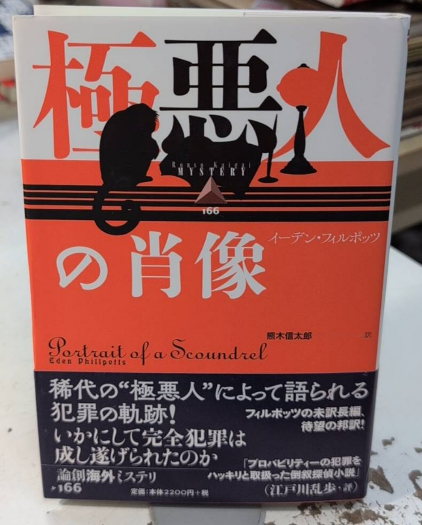 極悪人
Ronso Kaigai
MYSTERY
166
の肖像
イーデン・フィルポッツ
熊木信太郎 訳
Portrait of a Scoundrel
Eden Phillpotts
稀代の“極悪人”によって語られる
犯罪の軌跡!
いかにして完全犯罪は
成し遂げられたのか
フィルポッツの未訳長編、
待望の邦訳!
「プロバビリティーの犯罪を
ハッキリと取扱った倒叙探偵小説」
(江戸川乱歩・評)
論創海外ミステリ
166
定価:本体2200円+税